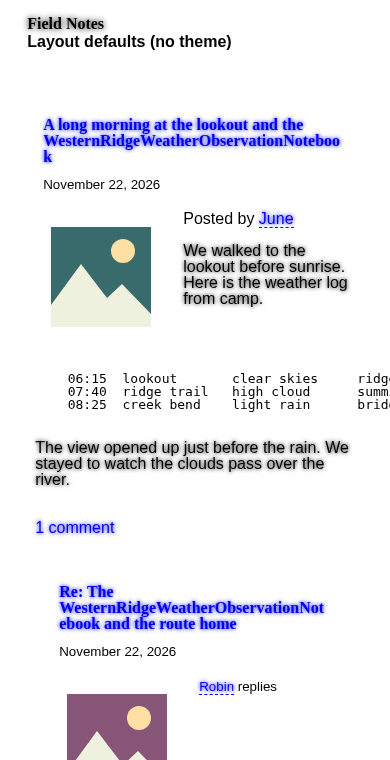 Field Notes
Layout defaults (no theme)
A long morning at the lookout and the
WesternRidgeWeatherObservationNoteboo
k
November 22, 2026
Posted by June
We walked to the
lookout before sunrise.
Here is the weather log
from camp.
06:15  lookout       clear skies     ridg
07:40  ridge trail   high cloud      summ
08:25  creek bend    light rain      brid
The view opened up just before the rain. We
stayed to watch the clouds pass over the
river.
1 comment
Re: The
WesternRidgeWeatherObservationNot
ebook and the route home
November 22, 2026
Robin replies